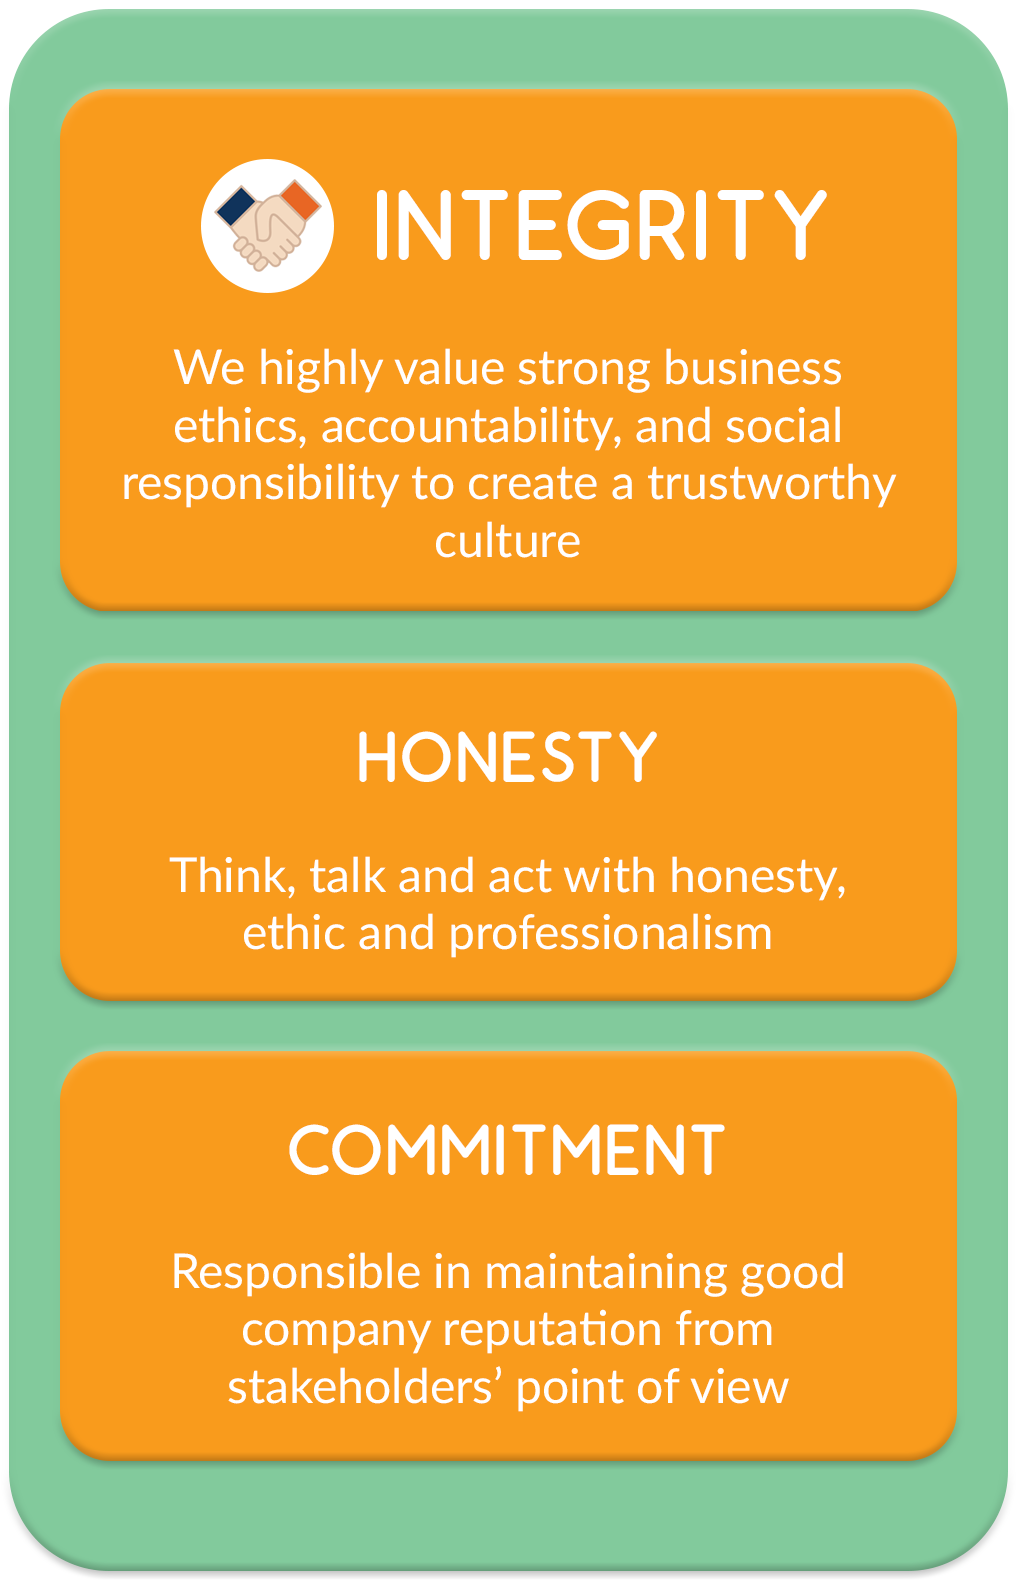 INTEGRITY
We highly value strong business
ethics, accountability, and social
responsibility to create a trustworthy
culture
HONESTY
Think, talk and act with honesty,
ethic and professionalism
COMMITMENT
Responsible in maintaining good
company reputation from
stakeholders’ point of view